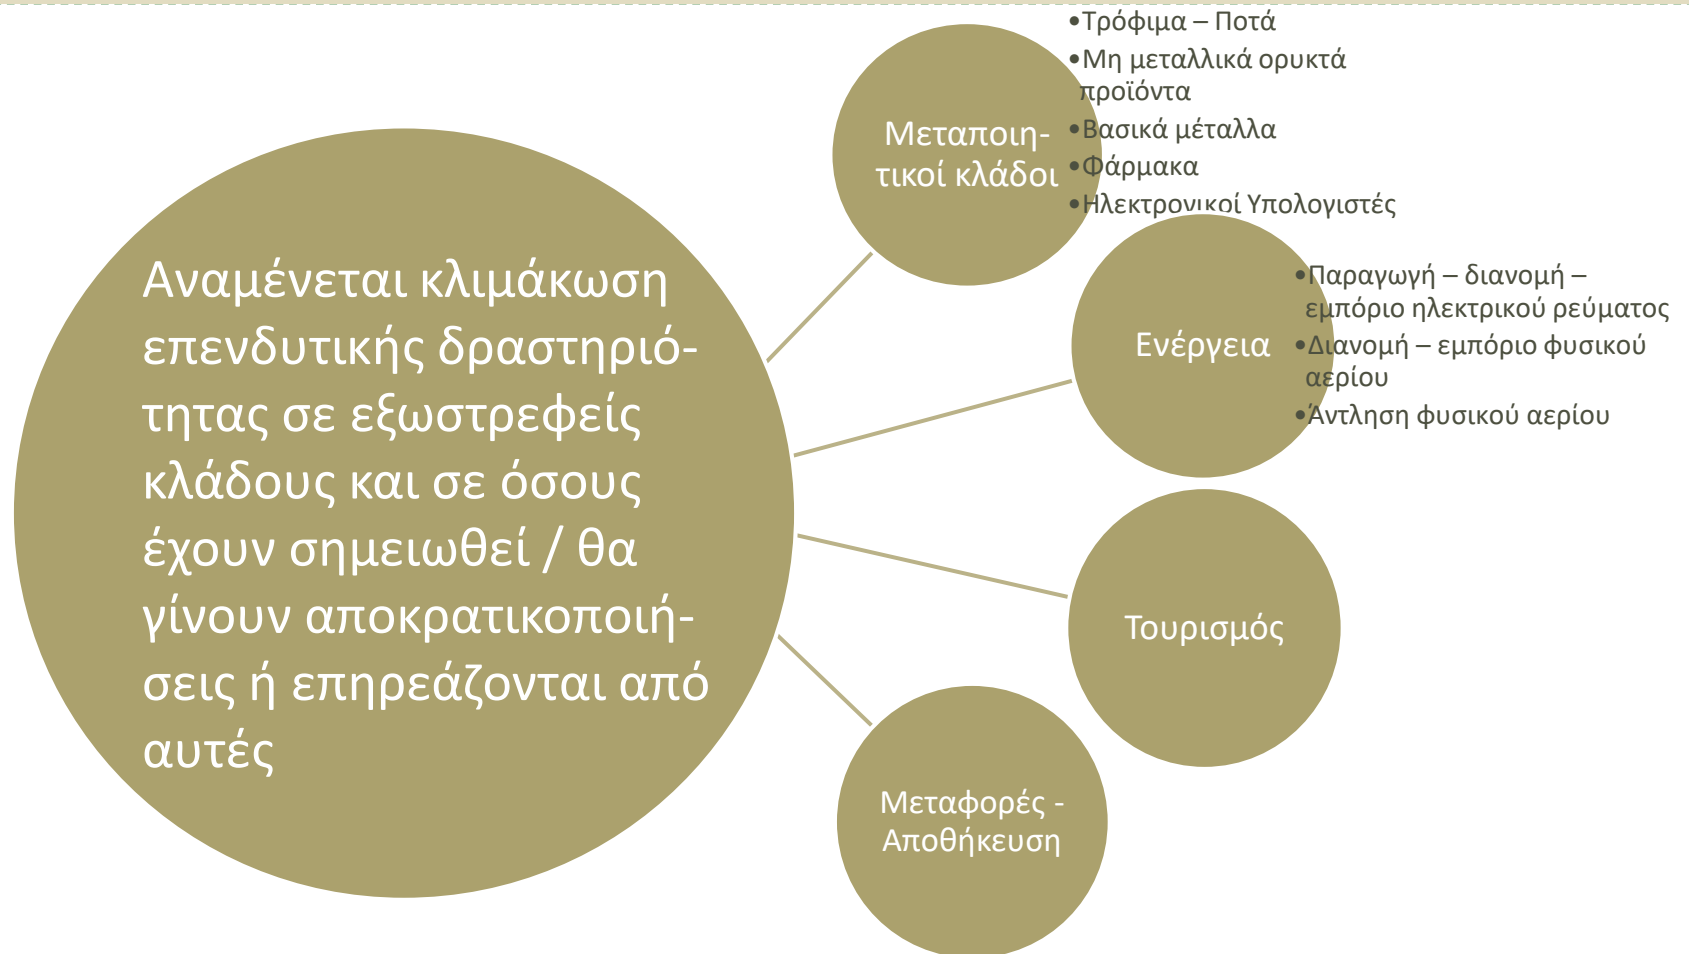 Αναμένεται κλιμάκωση
επενδυτικής δραστηριό-
τητας σε εξωστρεφείς
κλάδους και σε όσους
έχουν σημειωθεί / θα
γίνουν αποκρατικοποιή-
σεις ή επηρεάζονται από
αυτές
Μεταποιη-
τικοί κλάδοι
•Τρόφιμα – Ποτά
•Μη μεταλλικά ορυκτά
προϊόντα
•Βασικά μέταλλα
•Φάρμακα
•Ηλεκτρονικοί Υπολογιστές
Ενέργεια
•Παραγωγή – διανομή –
εμπόριο ηλεκτρικού ρεύματος
•Διανομή – εμπόριο φυσικού
αερίου
•Άντληση φυσικού αερίου
Τουρισμός
Μεταφορές -
Αποθήκευση